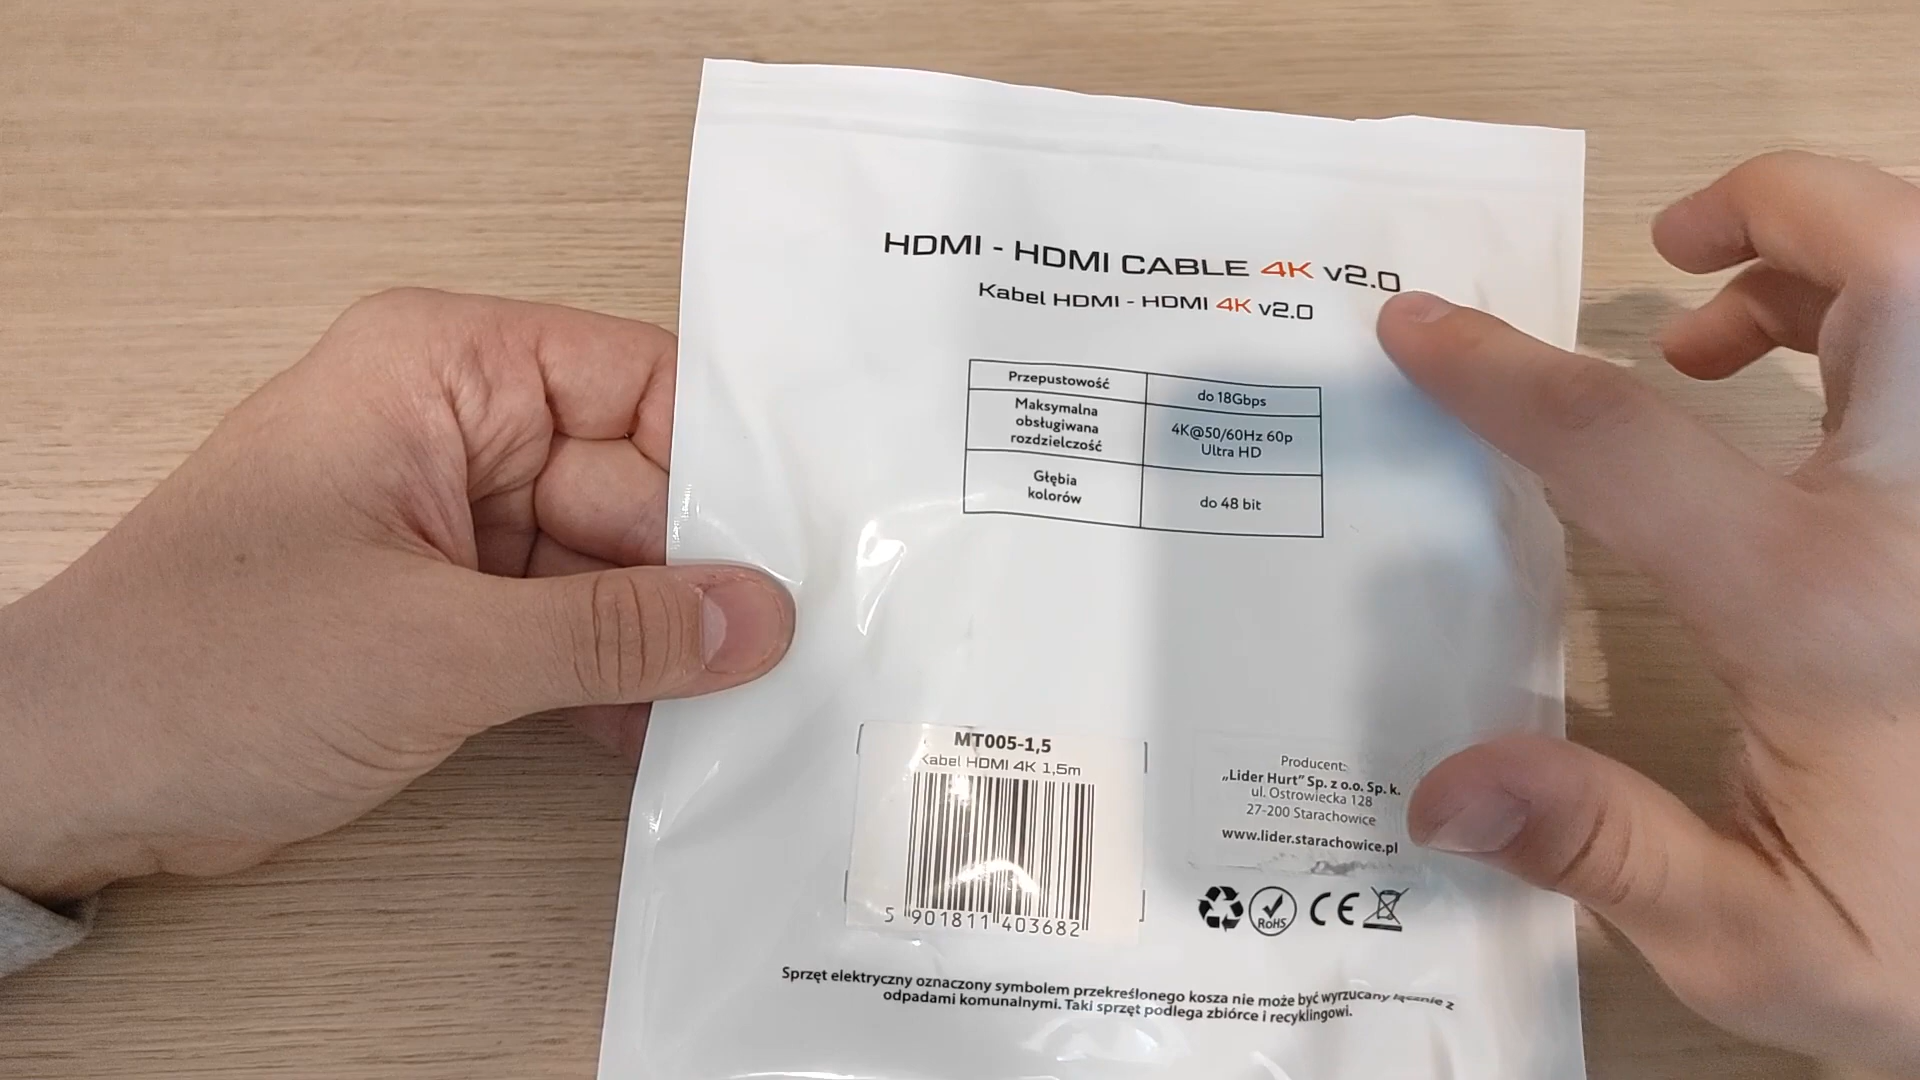 HDMI - HDMI CABLE 4K v2.0
Kabel HDMI - HDMI 4K v2.0
Przepustowość
do 18Gbps
Maksymalna
obsługiwana
rozdzielczość
4K@50/60Hz 60p
Ultra HD
Głębia
kolorów
do 48 bit
MT005-1,5
Kabel HDMI 4K 1,5m
5 901811 403682
Producent:
„Lider Hurt” Sp. z o.o. Sp. k.
ul. Ostrowiecka 128
27-200 Starachowice
www.lider.starachowice.pl
RoHS
CE
Sprzęt elektryczny oznaczony symbolem przekreślonego kosza nie może być wyrzucany łącznie z
odpadami komunalnymi. Taki sprzęt podlega zbiórce i recyklingowi.